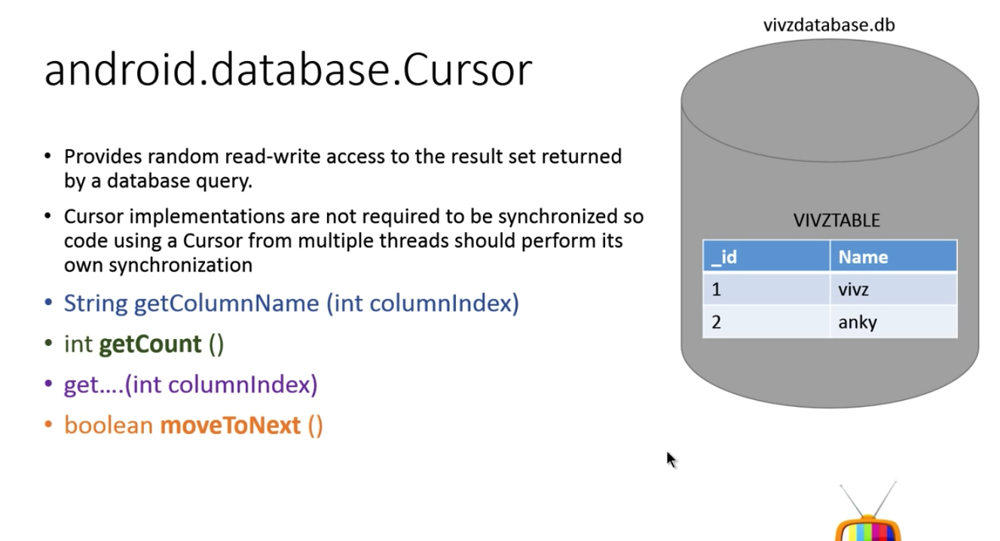 vivzdatabase.db
android.database.Cursor
• Provides random read-write access to the result set returned
by a database query.
• Cursor implementations are not required to be synchronized so
code using a Cursor from multiple threads should perform its
own synchronization
• String getColumnName (int columnIndex)
• int getCount ()
• get....(int columnIndex)
• boolean moveToNext ()
VIVZTABLE
_id Name
1 vivz
2 anky